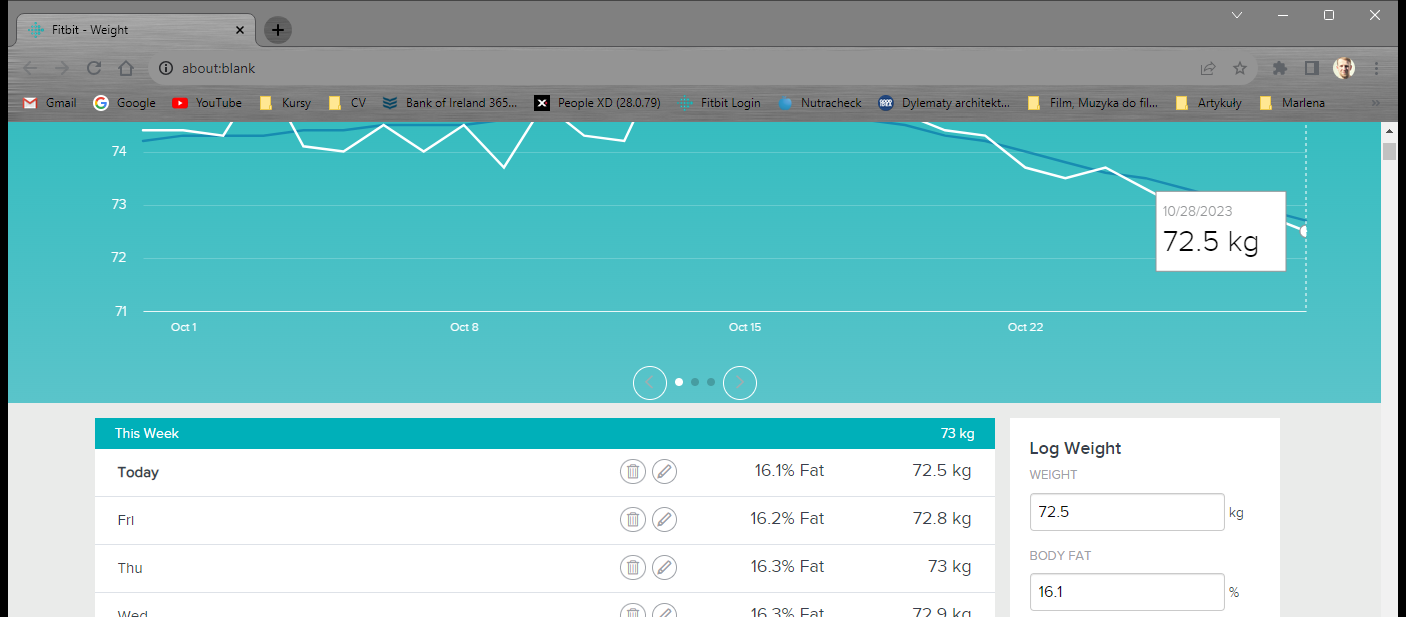 Fitbit - Weight
about:blank
Gmail Google YouTube Kursy CV Bank of Ireland 365... People XD (28.0.79) Fitbit Login Nutracheck Dylematy architekt... Film, Muzyka do fil... Artykuły Marlena »
74
73
10/28/2023
72.5 kg
72
71
Oct 1 Oct 8 Oct 15 Oct 22
This Week 73 kg
Log Weight
Today 16.1% Fat 72.5 kg
WEIGHT
72.5 kg
Fri 16.2% Fat 72.8 kg
BODY FAT
Thu 16.3% Fat 73 kg
16.1 %
Wed 16.3% Fat 72.9 kg